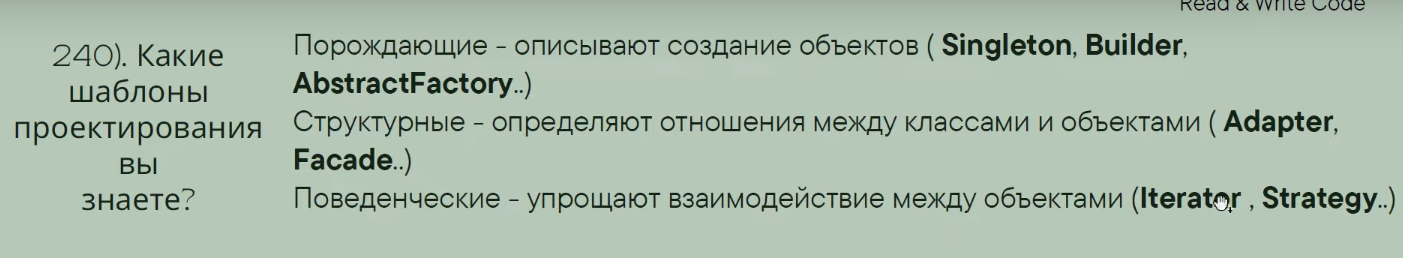 Read & Write Code
240). Какие
шаблоны
проектирования
вы
знаете?
Порождающие - описывают создание объектов ( Singleton, Builder,
AbstractFactory..)
Структурные - определяют отношения между классами и объектами ( Adapter,
Facade..)
Поведенческие - упрощают взаимодействие между объектами (Iterator , Strategy..)